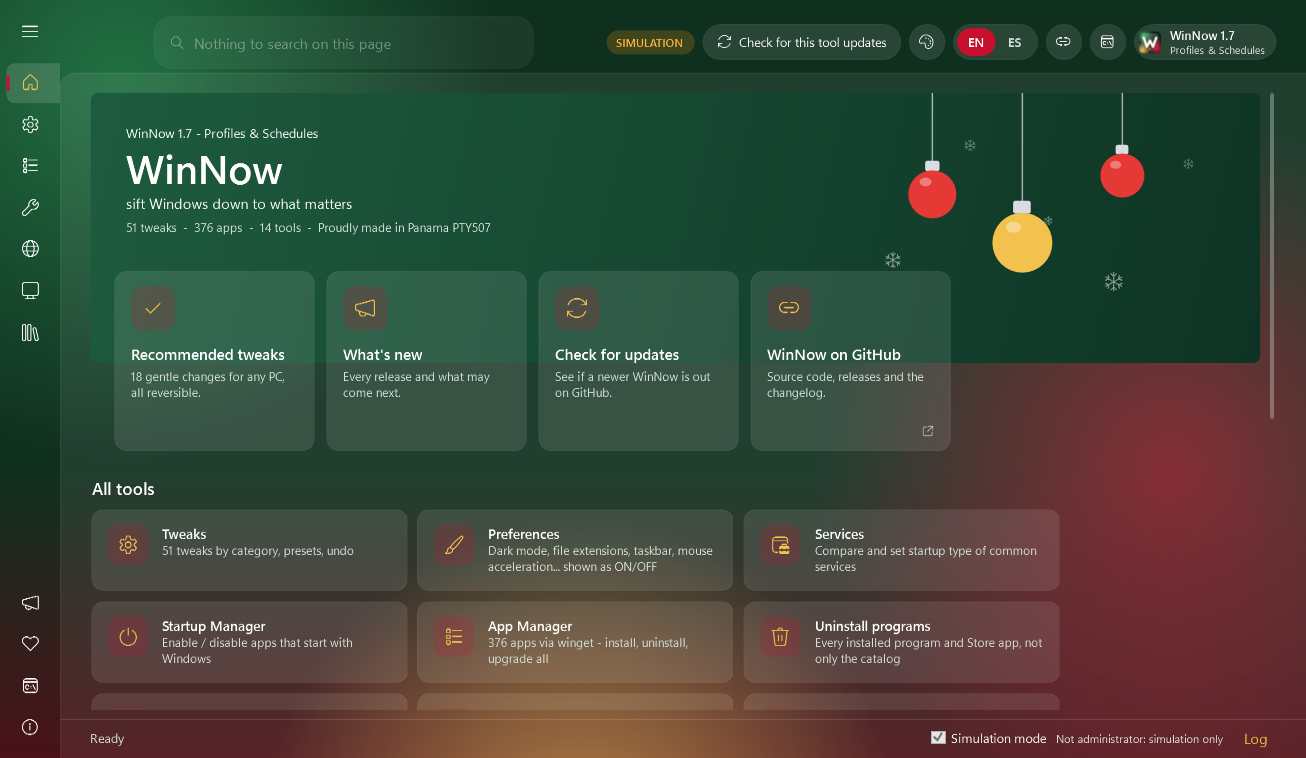 Nothing to search on this page
SIMULATION
Check for this tool updates
EN
ES
WinNow 1.7
Profiles & Schedules
WinNow 1.7 - Profiles & Schedules
WinNow
sift Windows down to what matters
51 tweaks - 376 apps - 14 tools - Proudly made in Panama PTY507
Recommended tweaks
18 gentle changes for any PC,
all reversible.
What's new
Every release and what may
come next.
Check for updates
See if a newer WinNow is out
on GitHub.
WinNow on GitHub
Source code, releases and the
changelog.
All tools
Tweaks
51 tweaks by category, presets, undo
Preferences
Dark mode, file extensions, taskbar, mouse
acceleration... shown as ON/OFF
Services
Compare and set startup type of common
services
Startup Manager
Enable / disable apps that start with
Windows
App Manager
376 apps via winget - install, uninstall,
upgrade all
Uninstall programs
Every installed program and Store app, not
only the catalog
Ready
Simulation mode
Not administrator: simulation only
Log